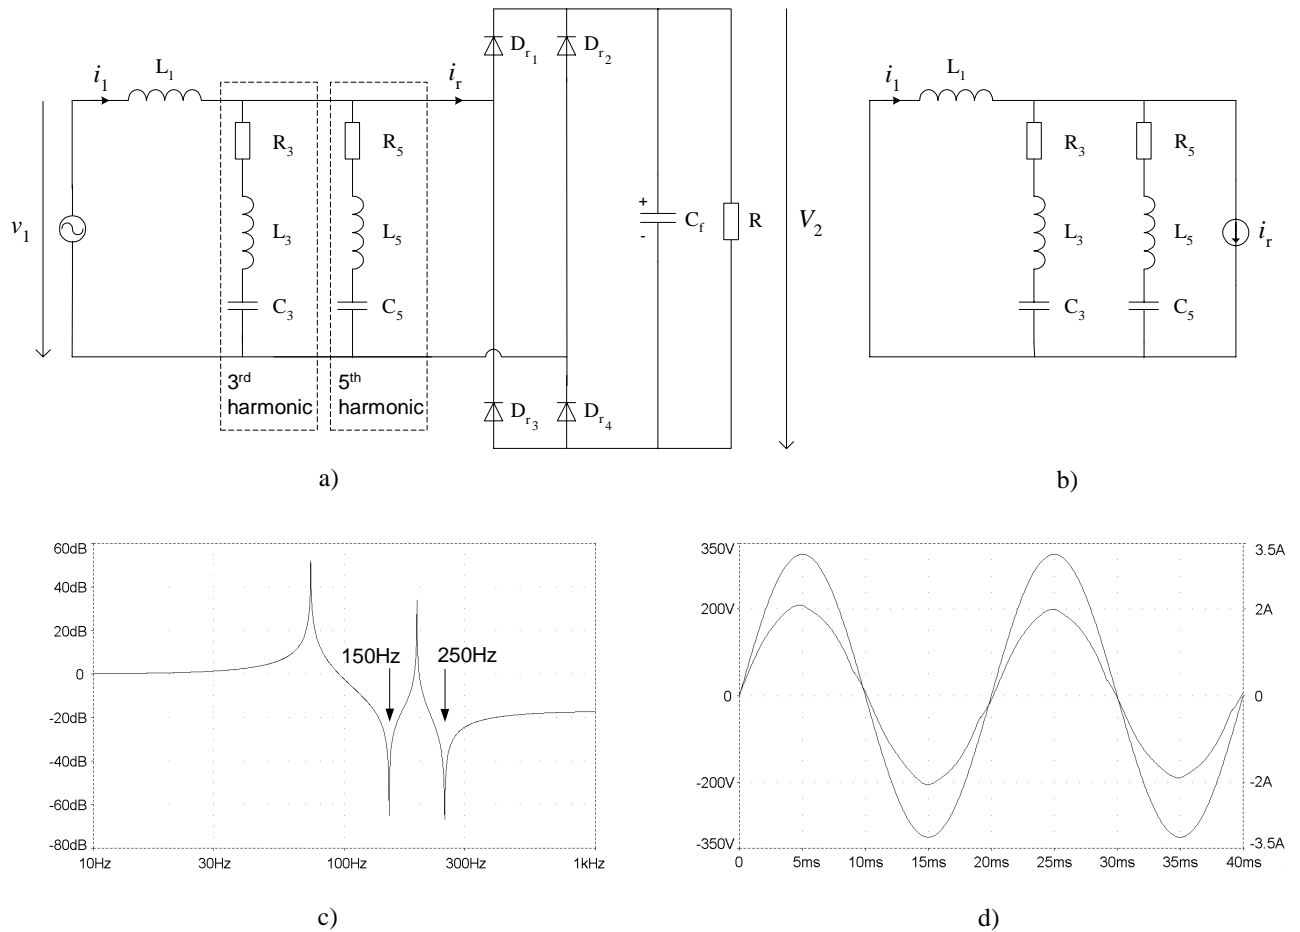 i₁
L₁
iᵣ
Dᵣ₁
Dᵣ₂
R₃
R₅
v₁
L₃
L₅
+
-
C_f
R
V₂
C₃
C₅
3ʳᵈ
harmonic
5ᵗʰ
harmonic
Dᵣ₃
Dᵣ₄
a)
i₁
L₁
R₃
R₅
L₃
L₅
iᵣ
C₃
C₅
b)
60dB
40dB
20dB
0
-20dB
-40dB
-60dB
-80dB
150Hz
250Hz
10Hz
30Hz
100Hz
300Hz
1kHz
c)
350V
200V
0
-200V
-350V
3.5A
2A
0
-2A
-3.5A
0
5ms
10ms
15ms
20ms
25ms
30ms
35ms
40ms
d)